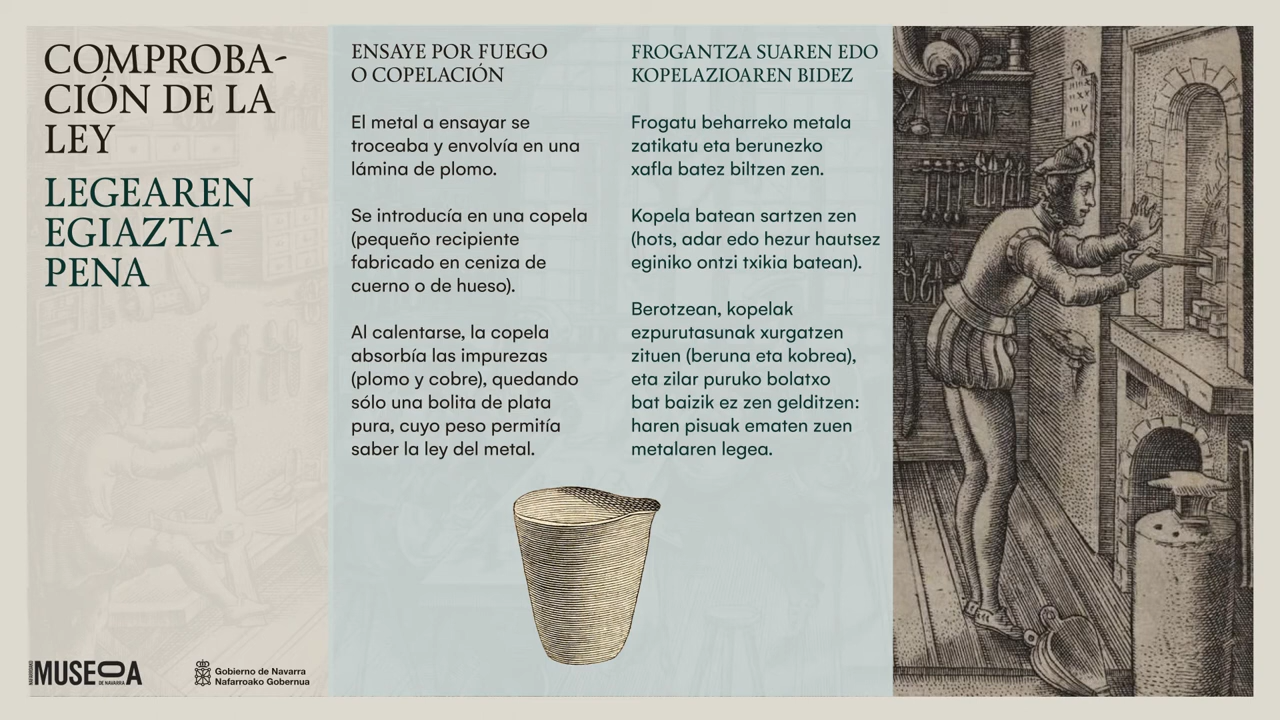 COMPROBA-
CIÓN DE LA
LEY
LEGEAREN
EGIAZTA-
PENA
ENSAYE POR FUEGO
O COPELACIÓN
El metal a ensayar se
troceaba y envolvía en una
lámina de plomo.
Se introducía en una copela
(pequeño recipiente
fabricado en ceniza de
cuerno o de hueso).
Al calentarse, la copela
absorbía las impurezas
(plomo y cobre), quedando
sólo una bolita de plata
pura, cuyo peso permitía
saber la ley del metal.
FROGANTZA SUAREN EDO
KOPELAZIOAREN BIDEZ
Frogatu beharreko metala
zatikatu eta berunezko
xafla batez biltzen zen.
Kopela batean sartzen zen
(hots, adar edo hezur hautsez
eginiko ontzi txikia batean).
Berotzean, kopelak
ezpurutasunak xurgatzen
zituen (beruna eta kobrea),
eta zilar puruko bolatxo
bat baizik ez zen gelditzen:
haren pisuak ematen zuen
metalaren legea.
MUSEOA
DE NAVARRA
Gobierno de Navarra
Nafarroako Gobernua